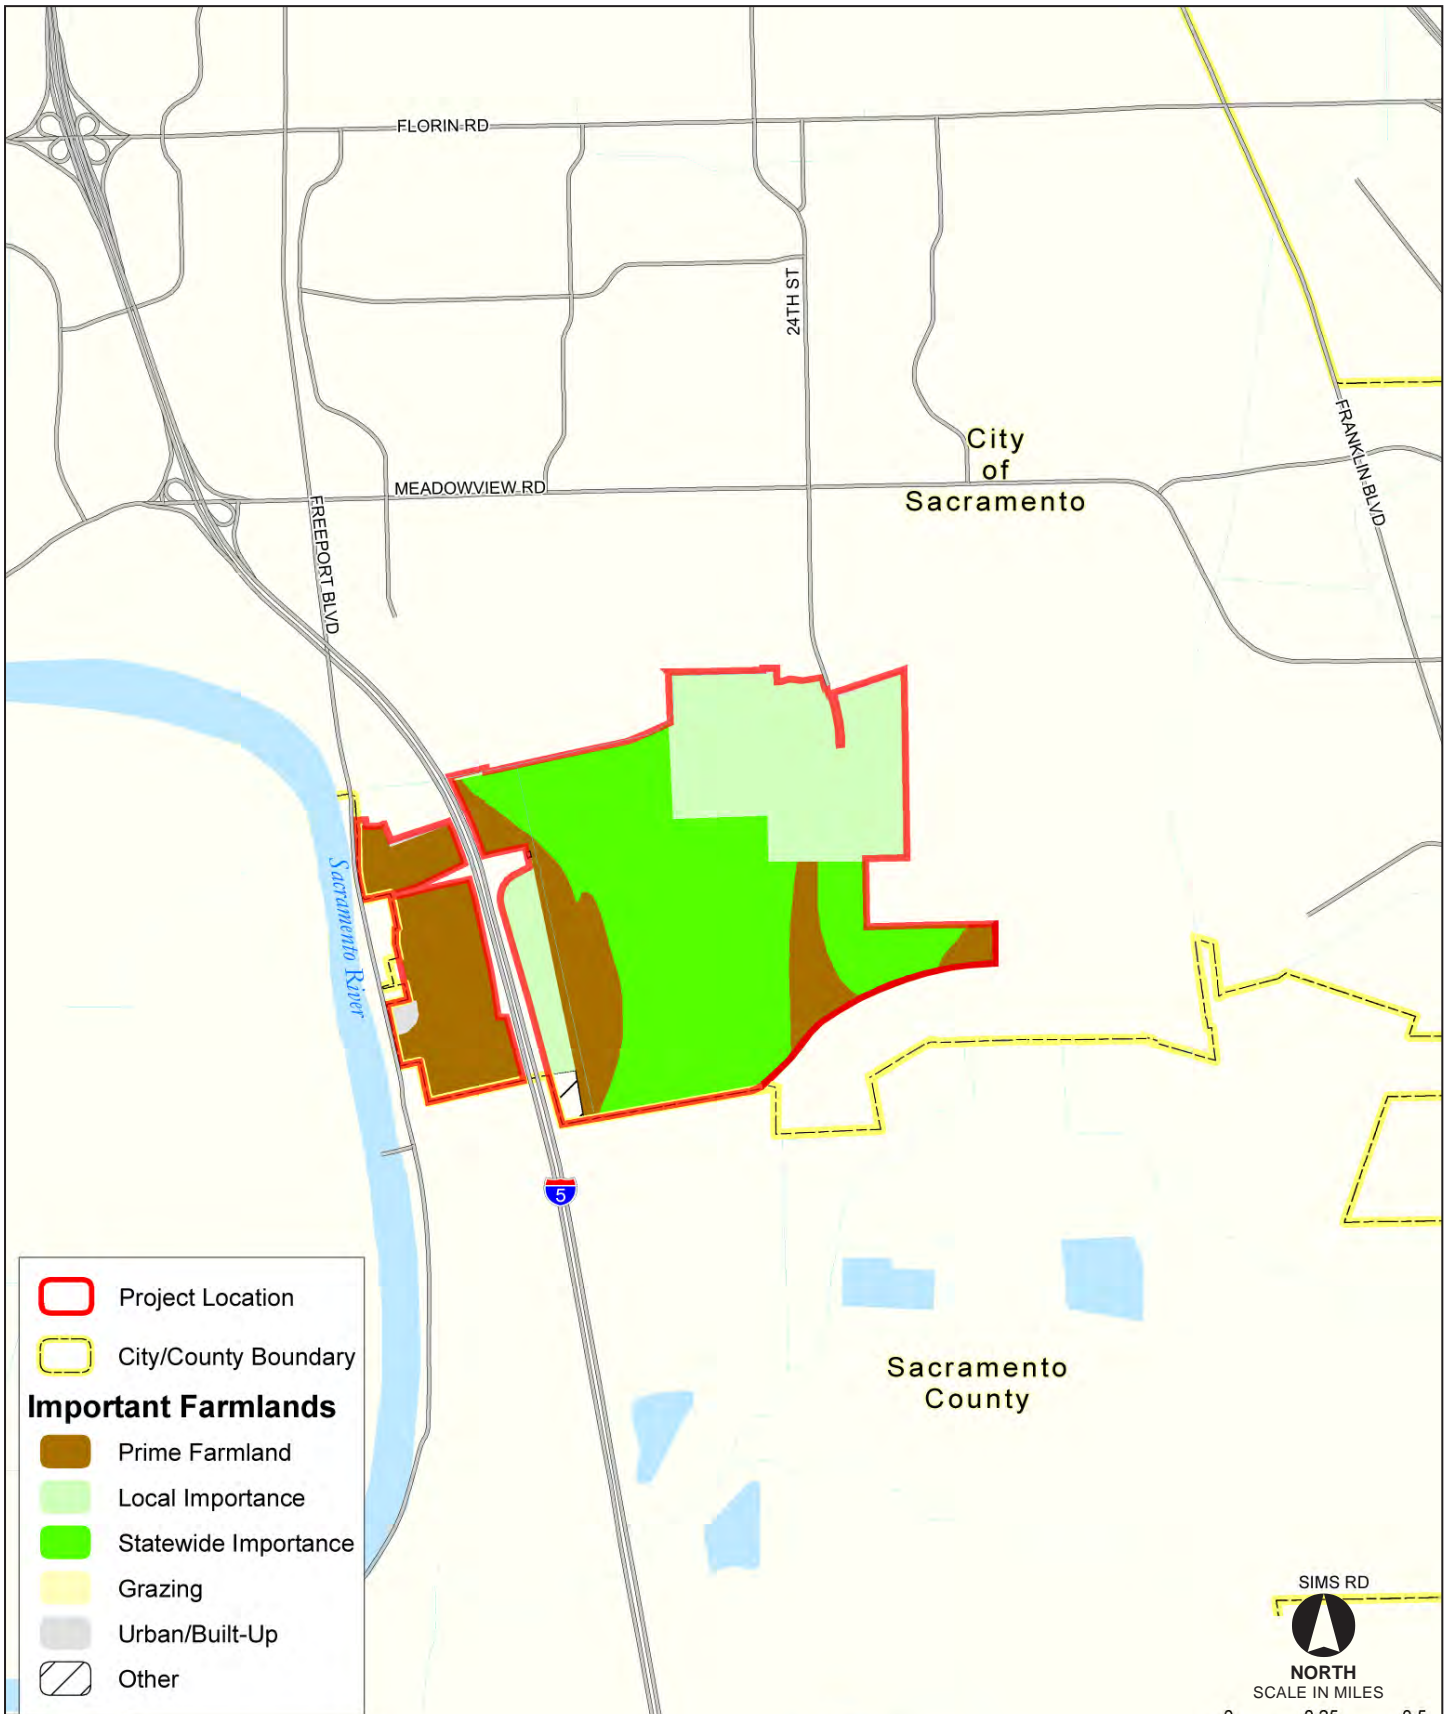 FLORIN RD
24TH ST
City
of
Sacramento
FRANKLIN BLVD
MEADOWVIEW RD
FREEPORT BLVD
Sacramento River
5
Project Location
City/County Boundary
Important Farmlands
Prime Farmland
Local Importance
Statewide Importance
Grazing
Urban/Built-Up
Other
Sacramento
County
SIMS RD
NORTH
SCALE IN MILES